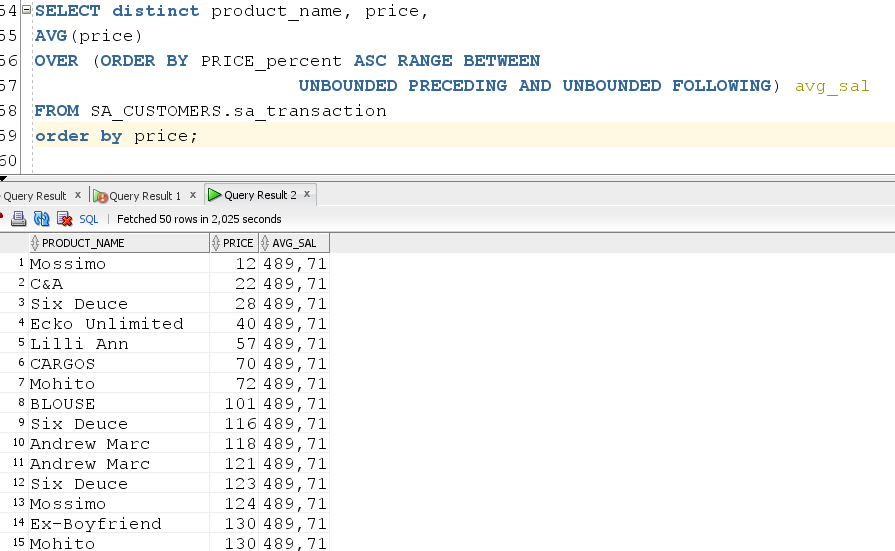 54 SELECT distinct product_name, price,
55 AVG(price)
56 OVER (ORDER BY PRICE_percent ASC RANGE BETWEEN
57 UNBOUNDED PRECEDING AND UNBOUNDED FOLLOWING) avg_sal
58 FROM SA_CUSTOMERS.sa_transaction
59 order by price;
60
Query Result x Query Result 1 x Query Result 2 x
SQL | Fetched 50 rows in 2,025 seconds
PRODUCT_NAME PRICE AVG_SAL
1 Mossimo 12 489,71
2 C&A 22 489,71
3 Six Deuce 28 489,71
4 Ecko Unlimited 40 489,71
5 Lilli Ann 57 489,71
6 CARGOS 70 489,71
7 Mohito 72 489,71
8 BLOUSE 101 489,71
9 Six Deuce 116 489,71
10 Andrew Marc 118 489,71
11 Andrew Marc 121 489,71
12 Six Deuce 123 489,71
13 Mossimo 124 489,71
14 Ex-Boyfriend 130 489,71
15 Mohito 130 489,71